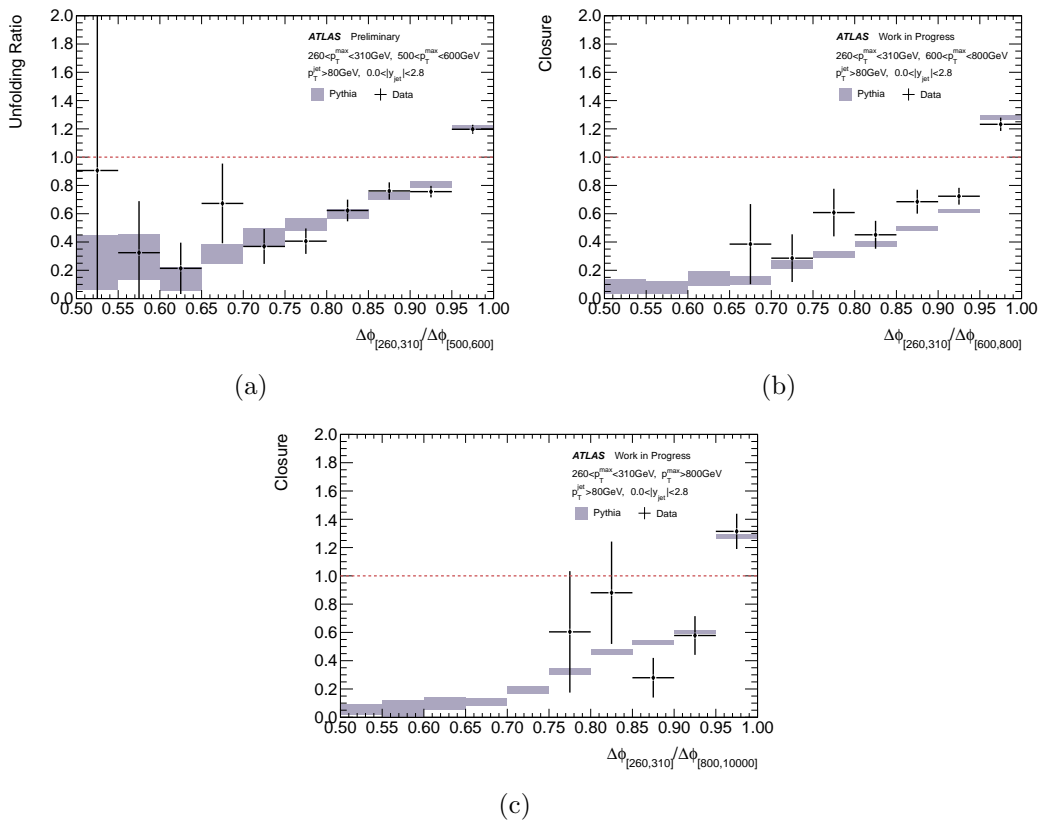 Unfolding Ratio
2.0
1.8
1.6
1.4
1.2
1.0
0.8
0.6
0.4
0.2
0.0
ATLAS Preliminary
260<p_T^max<310GeV, 500<p_T^max<600GeV
p_T^jet>80GeV, 0.0<|y_jet|<2.8
Pythia Data
0.50 0.55 0.60 0.65 0.70 0.75 0.80 0.85 0.90 0.95 1.00
Δϕ[260,310]/Δϕ[500,600]
(a)
Closure
2.0
1.8
1.6
1.4
1.2
1.0
0.8
0.6
0.4
0.2
0.0
ATLAS Work in Progress
260<p_T^max<310GeV, 600<p_T^max<800GeV
p_T^jet>80GeV, 0.0<|y_jet|<2.8
Pythia Data
0.50 0.55 0.60 0.65 0.70 0.75 0.80 0.85 0.90 0.95 1.00
Δϕ[260,310]/Δϕ[600,800]
(b)
Closure
2.0
1.8
1.6
1.4
1.2
1.0
0.8
0.6
0.4
0.2
0.0
ATLAS Work in Progress
260<p_T^max<310GeV, p_T^max>800GeV
p_T^jet>80GeV, 0.0<|y_jet|<2.8
Pythia Data
0.50 0.55 0.60 0.65 0.70 0.75 0.80 0.85 0.90 0.95 1.00
Δϕ[260,310]/Δϕ[800,10000]
(c)